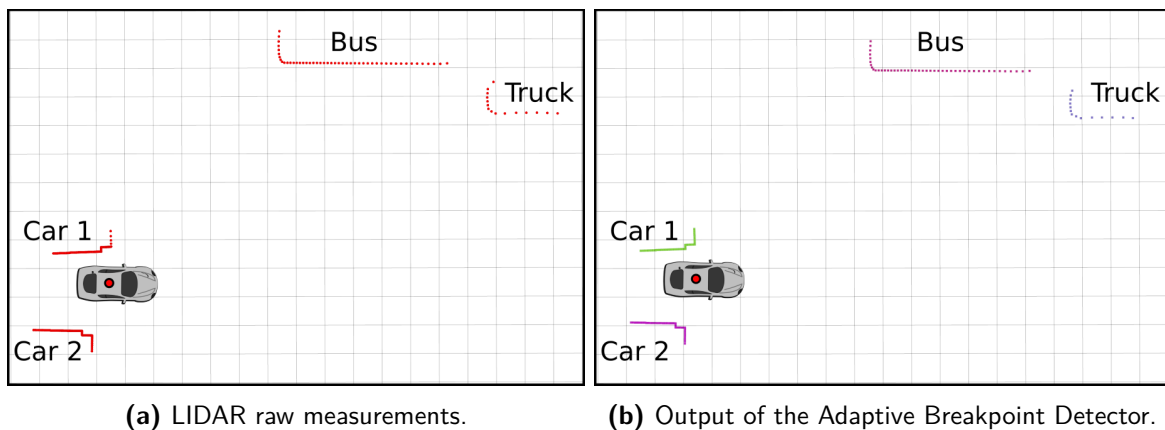 Bus
Truck
Car 1
Car 2
Bus
Truck
Car 1
Car 2
(a) LIDAR raw measurements.
(b) Output of the Adaptive Breakpoint Detector.